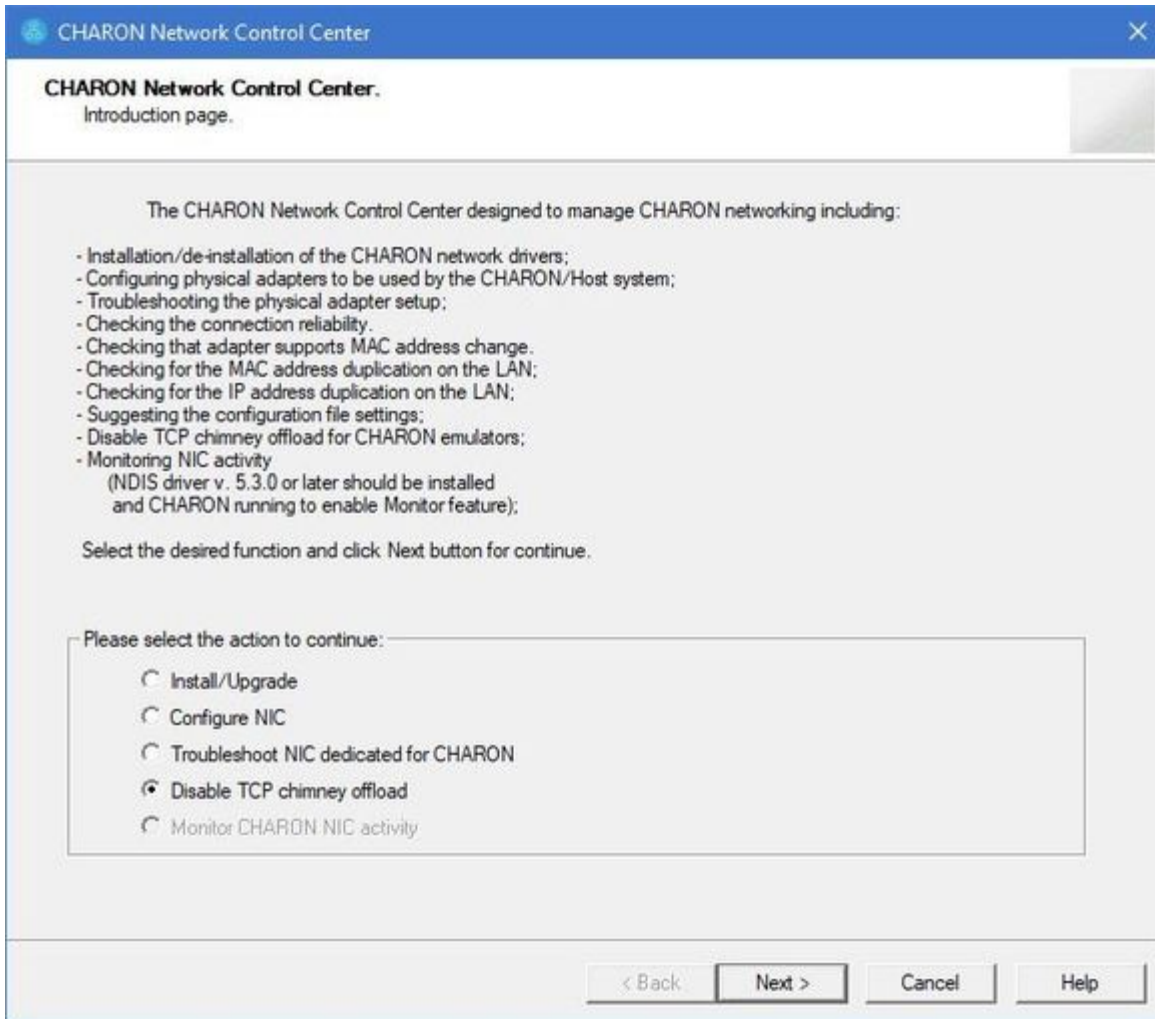 CHARON Network Control Center
CHARON Network Control Center.
Introduction page.
The CHARON Network Control Center designed to manage CHARON networking including:
- Installation/de-installation of the CHARON network drivers;
- Configuring physical adapters to be used by the CHARON/Host system;
- Troubleshooting the physical adapter setup;
- Checking the connection reliability.
- Checking that adapter supports MAC address change.
- Checking for the MAC address duplication on the LAN;
- Checking for the IP address duplication on the LAN;
- Suggesting the configuration file settings;
- Disable TCP chimney offload for CHARON emulators;
- Monitoring NIC activity
(NDIS driver v. 5.3.0 or later should be installed
and CHARON running to enable Monitor feature);
Select the desired function and click Next button for continue.
Please select the action to continue:
Install/Upgrade
Configure NIC
Troubleshoot NIC dedicated for CHARON
Disable TCP chimney offload
Monitor CHARON NIC activity
< Back
Next >
Cancel
Help